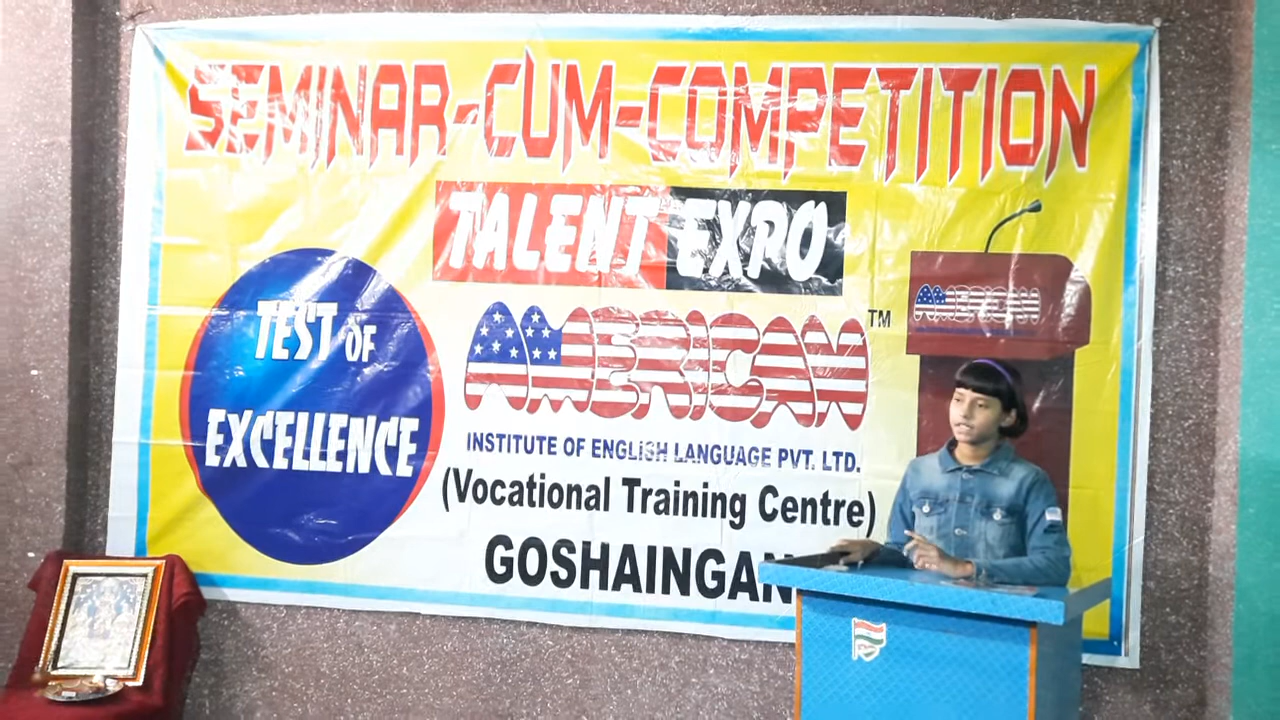 SEMINAR-CUM-COMPETITION
TALENT EXPO
TEST OF
EXCELLENCE
AMERICAN™
INSTITUTE OF ENGLISH LANGUAGE PVT. LTD.
(Vocational Training Centre)
GOSHAINGAN
AMERICAN